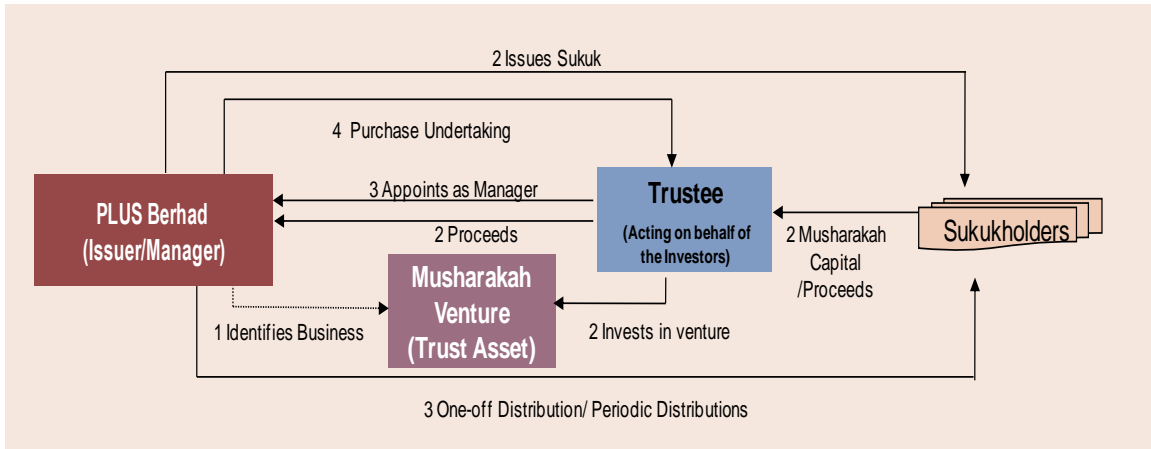 2 Issues Sukuk
4 Purchase Undertaking
PLUS Berhad
(Issuer/Manager)
3 Appoints as Manager
2 Proceeds
Trustee
(Acting on behalf of
the Investors)
Sukukholders
2 Musharakah
Capital
/Proceeds
Musharakah
Venture
(Trust Asset)
1 Identifies Business
2 Invests in venture
3 One-off Distribution/ Periodic Distributions